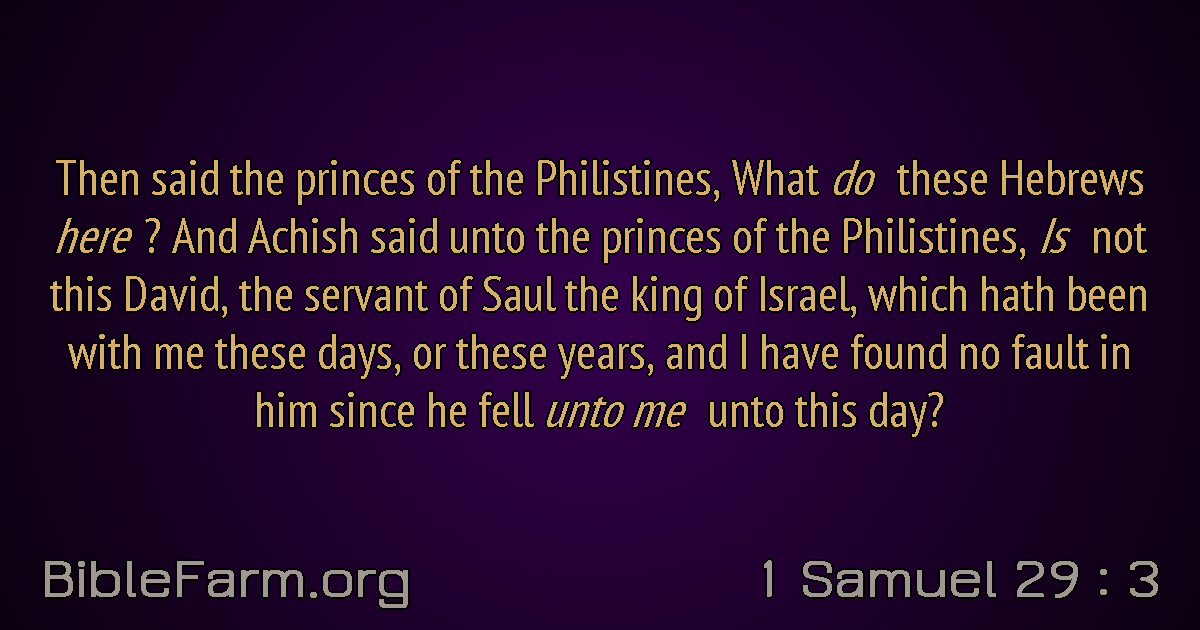 Then said the princes of the Philistines, What do these Hebrews
here ? And Achish said unto the princes of the Philistines, Is not
this David, the servant of Saul the king of Israel, which hath been
with me these days, or these years, and I have found no fault in
him since he fell unto me unto this day?
BibleFarm.org
1 Samuel 29 : 3